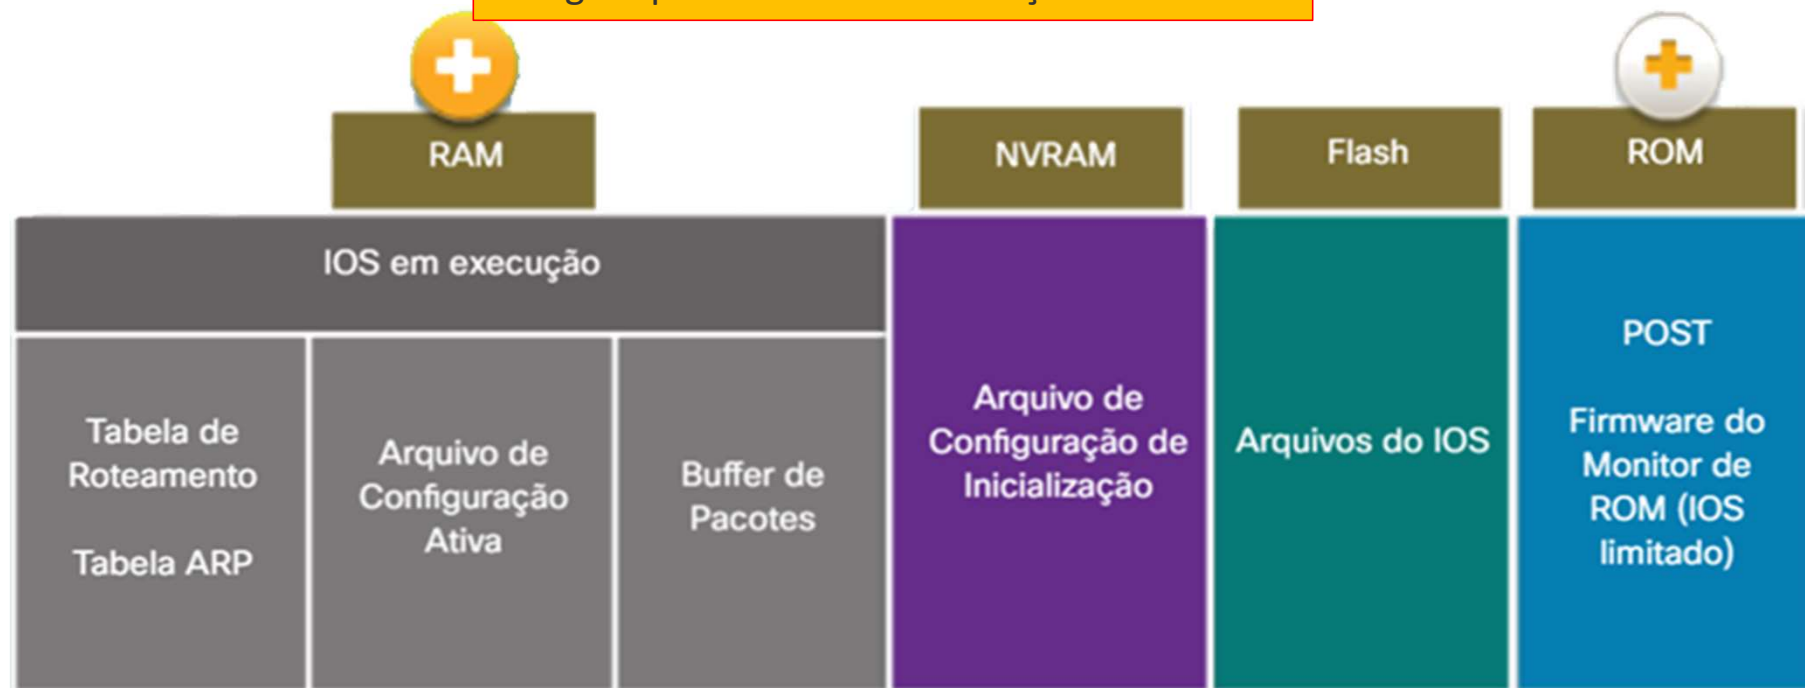 RAM
NVRAM
Flash
ROM
IOS em execução
Tabela de
Roteamento
Tabela ARP
Arquivo de
Configuração
Ativa
Buffer de
Pacotes
Arquivo de
Configuração de
Inicialização
Arquivos do IOS
POST
Firmware do
Monitor de
ROM (IOS
limitado)